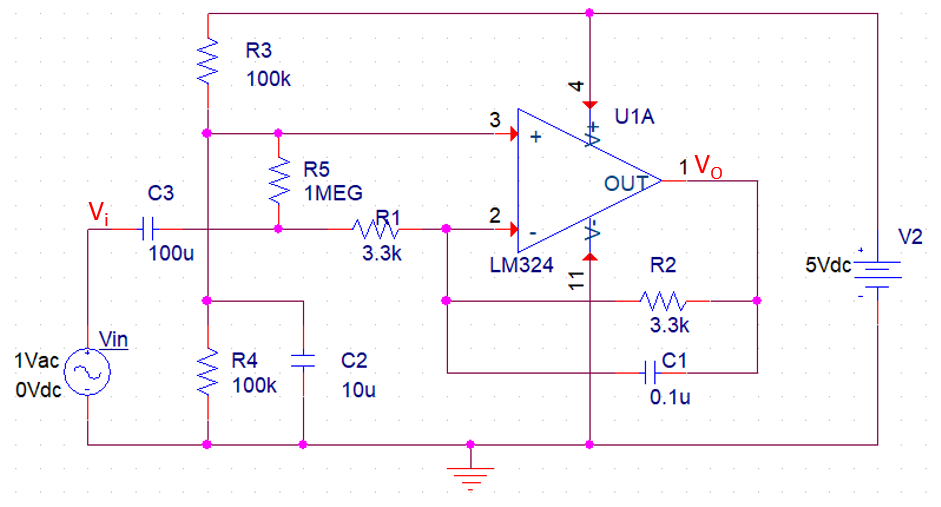 R3
100k
4
U1A
V+
3
+
R5
1MEG
OUT
1
Vo
C3
Vi
R1
2
-
V-
V2
100u
3.3k
LM324
11
R2
5Vdc
+
-
3.3k
Vin
1Vac
0Vdc
+
-
R4
100k
C2
10u
C1
0.1u